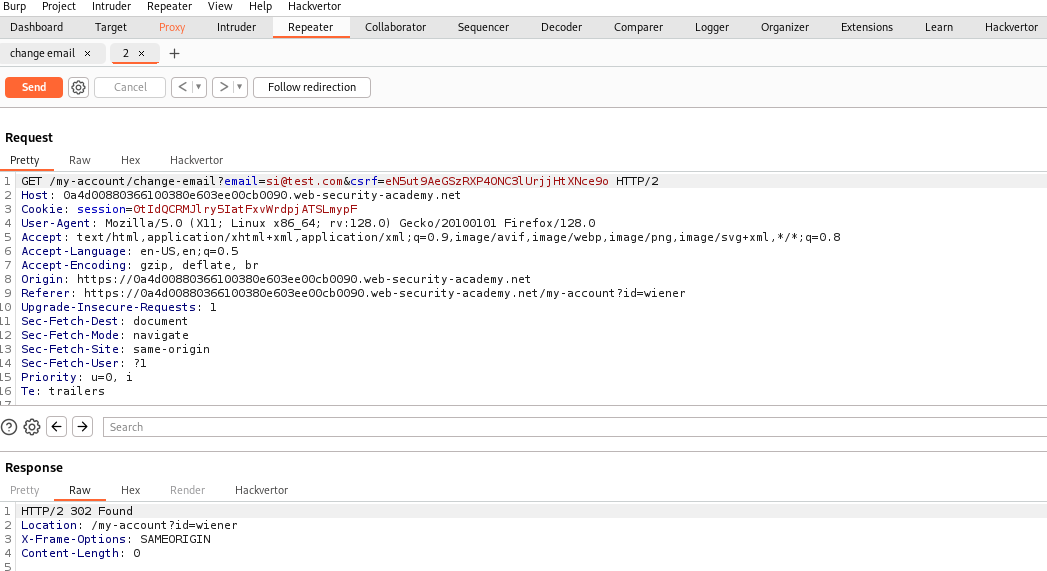 Burp Project Intruder Repeater View Help Hackvertor
Dashboard Target Proxy Intruder Repeater Collaborator Sequencer Decoder Comparer Logger Organizer Extensions Learn Hackvertor
change email × 2 × +
Send Cancel < ▾ > ▾ Follow redirection
Request
Pretty Raw Hex Hackvertor
1 GET /my-account/change-email?email=si@test.com&csrf=eN5ut9AeGSzRXP4ONC3lUrjjHtXNce9o HTTP/2
2 Host: 0a4d00880366100380e603ee00cb0090.web-security-academy.net
3 Cookie: session=0tIdQCRMJlry5IatFxvWrdpjATSLmypF
4 User-Agent: Mozilla/5.0 (X11; Linux x86_64; rv:128.0) Gecko/20100101 Firefox/128.0
5 Accept: text/html,application/xhtml+xml,application/xml;q=0.9,image/avif,image/webp,image/png,image/svg+xml,*/*;q=0.8
6 Accept-Language: en-US,en;q=0.5
7 Accept-Encoding: gzip, deflate, br
8 Origin: https://0a4d00880366100380e603ee00cb0090.web-security-academy.net
9 Referer: https://0a4d00880366100380e603ee00cb0090.web-security-academy.net/my-account?id=wiener
10 Upgrade-Insecure-Requests: 1
11 Sec-Fetch-Dest: document
12 Sec-Fetch-Mode: navigate
13 Sec-Fetch-Site: same-origin
14 Sec-Fetch-User: ?1
15 Priority: u=0, i
16 Te: trailers
17
? ← → Search
Response
Pretty Raw Hex Render Hackvertor
1 HTTP/2 302 Found
2 Location: /my-account?id=wiener
3 X-Frame-Options: SAMEORIGIN
4 Content-Length: 0
5